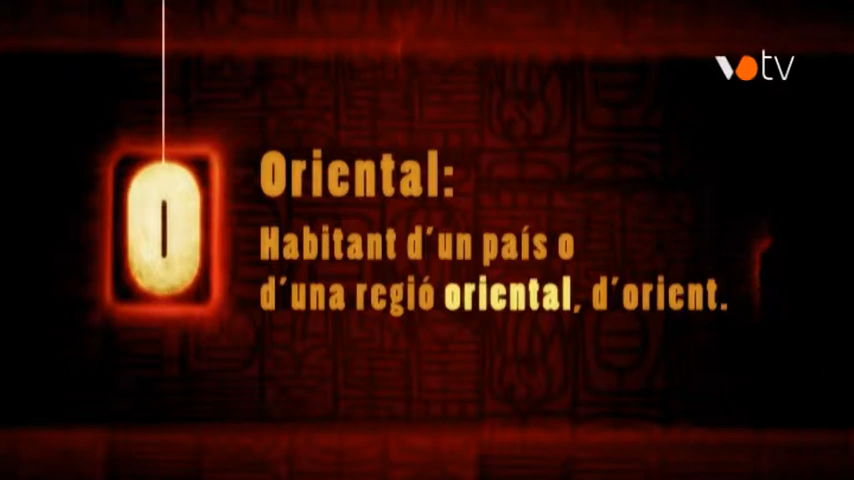 votv
O
Oriental:
Habitant d'un país o
d'una regió oriental, d'orient.